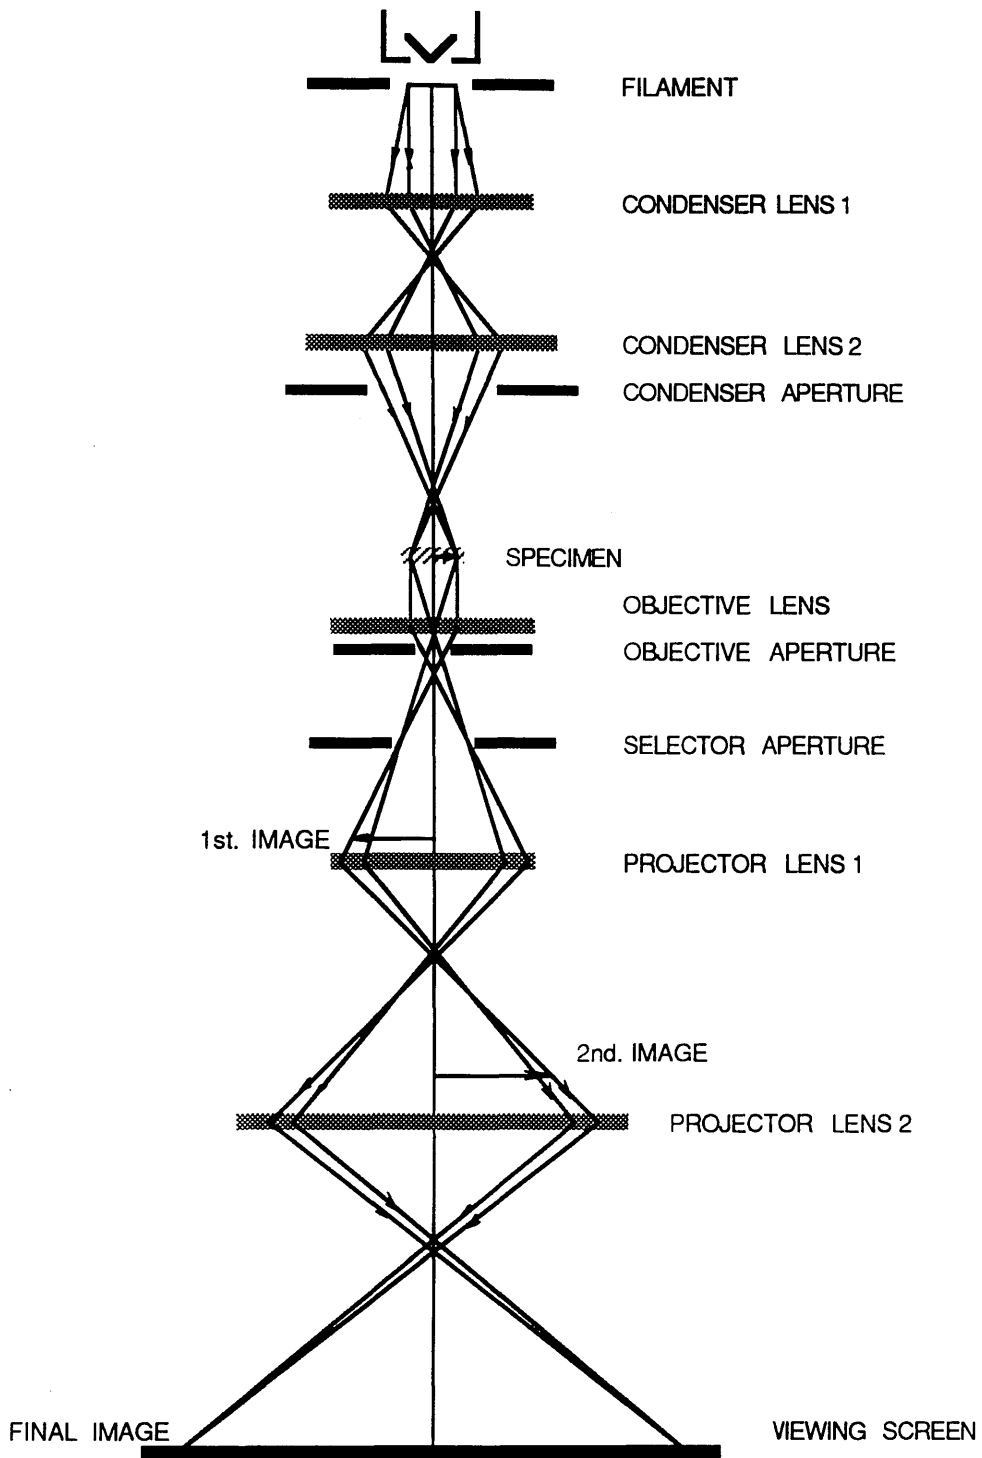 FILAMENT
CONDENSER LENS 1
CONDENSER LENS 2
CONDENSER APERTURE
SPECIMEN
OBJECTIVE LENS
OBJECTIVE APERTURE
SELECTOR APERTURE
1st. IMAGE
PROJECTOR LENS 1
2nd. IMAGE
PROJECTOR LENS 2
FINAL IMAGE
VIEWING SCREEN